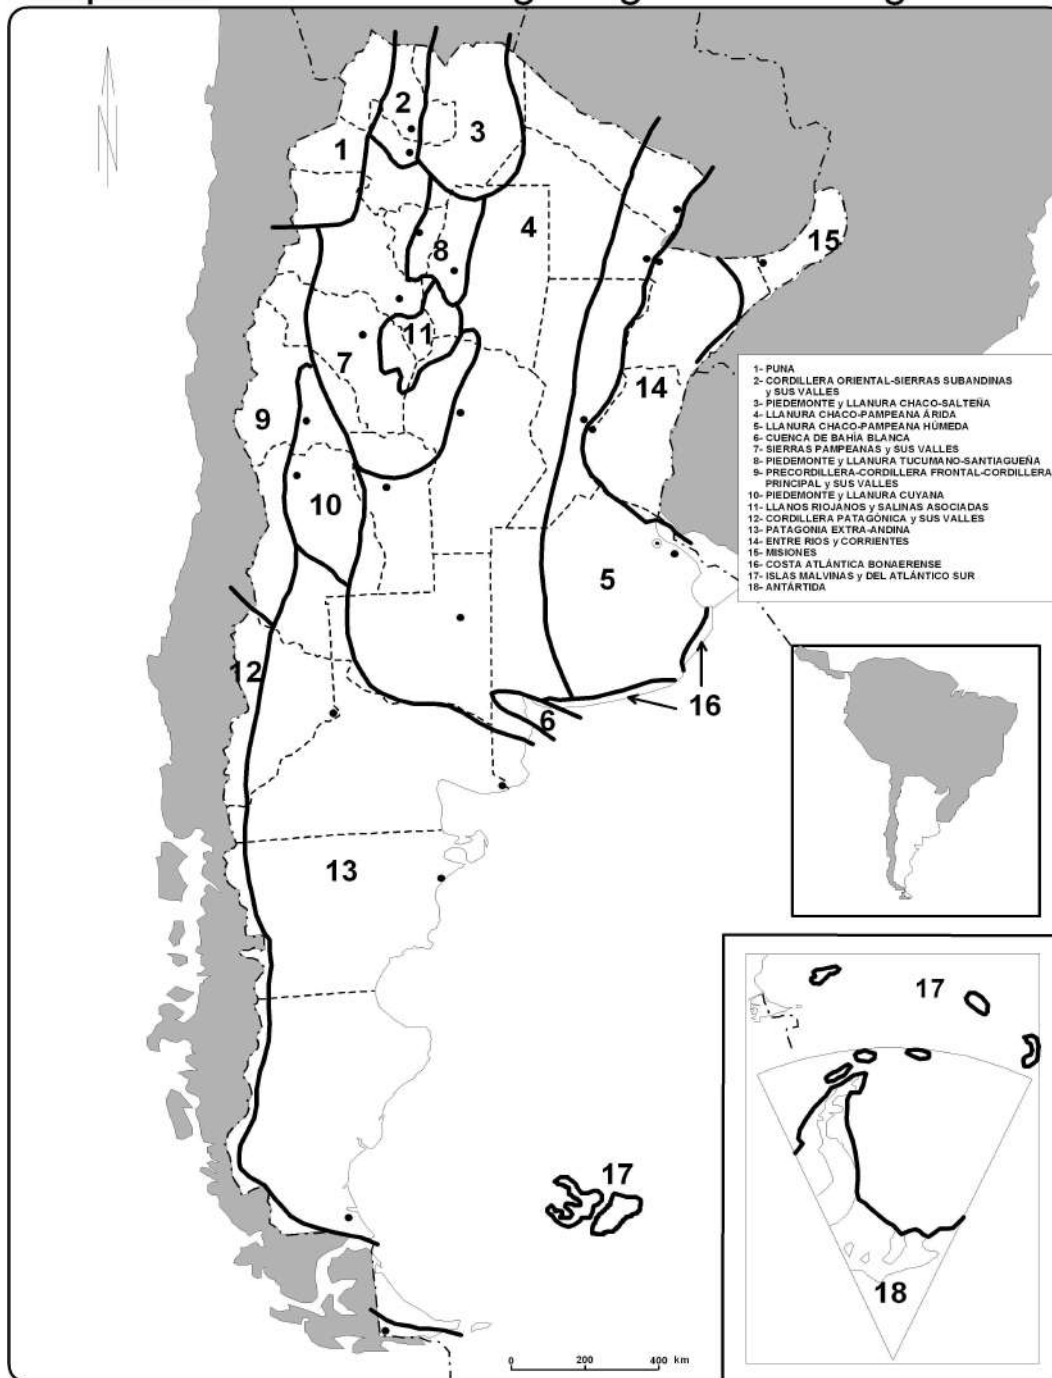 N
2
3
1
4
15
8
11
7
14
9
10
1- PUNA
2- CORDILLERA ORIENTAL-SIERRAS SUBANDINAS
y SUS VALLES
3- PIEDEMONTE y LLANURA CHACO-SALTEÑA
4- LLANURA CHACO-PAMPEANA ÁRIDA
5- LLANURA CHACO-PAMPEANA HÚMEDA
6- CUENCA DE BAHÍA BLANCA
7- SIERRAS PAMPEANAS y SUS VALLES
8- PIEDEMONTE y LLANURA TUCUMANO-SANTIAGUEÑA
9- PRECORDILLERA-CORDILLERA FRONTAL-CORDILLERA
PRINCIPAL y SUS VALLES
10- PIEDEMONTE y LLANURA CUYANA
11- LLANOS RIOJANOS y SALINAS ASOCIADAS
12- CORDILLERA PATAGÓNICA y SUS VALLES
13- PATAGONIA EXTRA-ANDINA
14- ENTRE RIOS y CORRIENTES
15- MISIONES
16- COSTA ATLÁNTICA BONAERENSE
17- ISLAS MALVINAS y DEL ATLÁNTICO SUR
18- ANTÁRTIDA
5
12
16
6
13
17
17
18
0 200 400 km